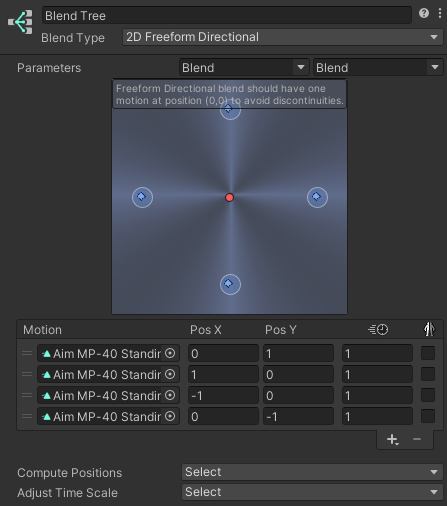 Blend Tree
Blend Type 2D Freeform Directional
Parameters Blend Blend
Freeform Directional blend should have one
motion at position (0,0) to avoid discontinuities.
Motion Pos X Pos Y
Aim MP-40 Standir 0 1 1
Aim MP-40 Standir 1 0 1
Aim MP-40 Standir -1 0 1
Aim MP-40 Standir 0 -1 1
Compute Positions Select
Adjust Time Scale Select